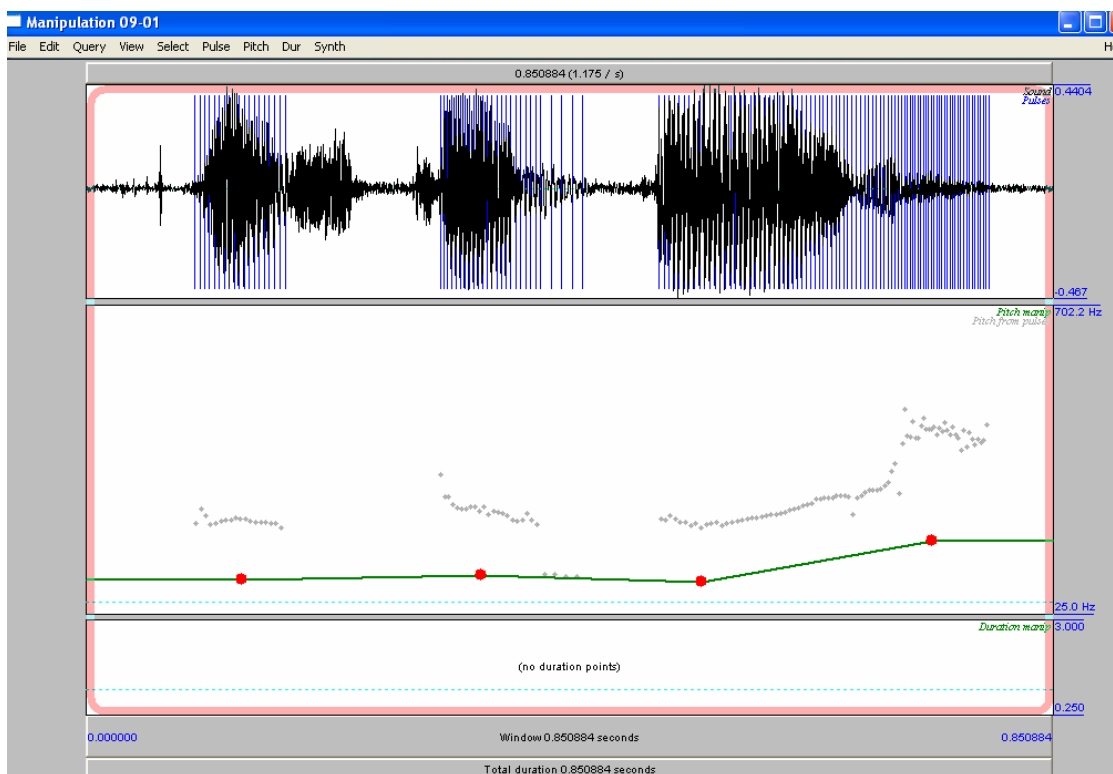 Manipulation 09-01
File Edit Query View Select Pulse Pitch Dur Synth
0.850884 (1.175 / s)
Sound 0.4404
Pulses
-0.467
Pitch manip 702.2 Hz
Pitch from pulse
25.0 Hz
Duration manip 3.000
(no duration points)
0.250
0.000000 Window 0.850884 seconds 0.850884
Total duration 0.850884 seconds